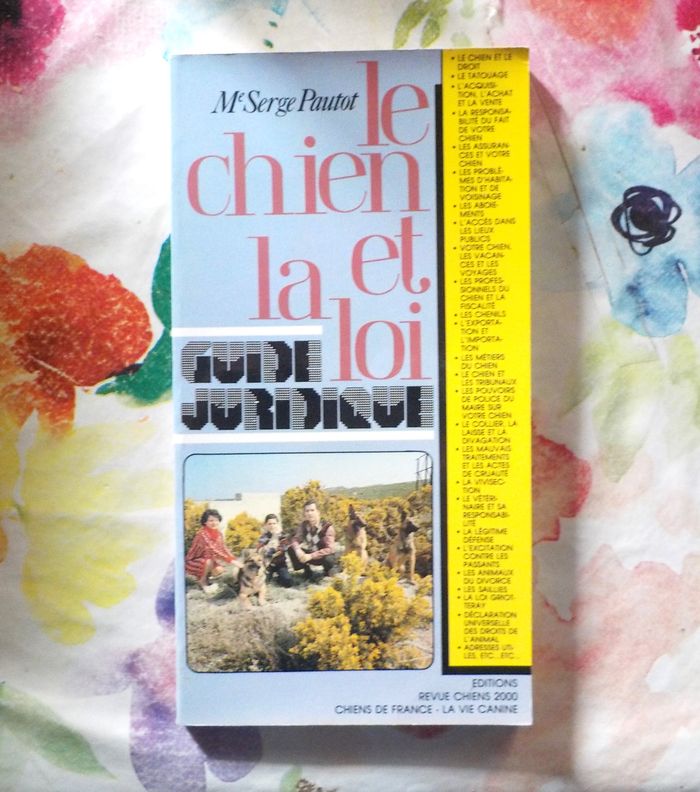 Mᵉ Serge Pautot
le
chien
et
la
loi
GUIDE
JURIDIQUE
• LE CHIEN ET LE
DROIT
• LE TATOUAGE
• L'ACQUISI-
TION, L'ACHAT
ET LA VENTE
• LA RESPONSA-
BILITÉ DU FAIT
DE VOTRE
CHIEN
• LES ASSURAN-
CES ET VOTRE
CHIEN
• LES PROBLÈ-
MES D'HABITA-
TION ET DE
VOISINAGE
• LES ABOIE-
MENTS
• L'ACCÈS DANS
LES LIEUX
PUBLICS
• VOTRE CHIEN,
LES VACAN-
CES ET LES
VOYAGES
• LES PROFES-
SIONNELS DU
CHIEN ET LA
FISCALITÉ
• LES CHENILS
• L'EXPORTA-
TION ET
L'IMPORTA-
TION
• LES MÉTIERS
DU CHIEN
• LE CHIEN ET
LES TRIBUNAUX
• LES POUVOIRS
DE POLICE DU
MAIRE SUR
VOTRE CHIEN
• LE COLLIER, LA
LAISSE ET LA
DIVAGATION
• LES MAUVAIS
TRAITEMENTS
ET LES ACTES
DE CRUAUTÉ
• LA VIVISEC-
TION
• LE VÉTÉRI-
NAIRE ET SA
RESPONSABI-
LITÉ
• LA LÉGITIME
DÉFENSE
• L'EXCITATION
CONTRE LES
PASSANTS
• LES ANIMAUX
DU DIVORCE
• LES SAILLIES
• LA LOI GRIOT-
TERAY
• DÉCLARATION
UNIVERSELLE
DES DROITS DE
L'ANIMAL
• ADRESSES UTI-
LES, ETC... ETC...
EDITIONS
REVUE CHIENS 2000
CHIENS DE FRANCE - LA VIE CANINE